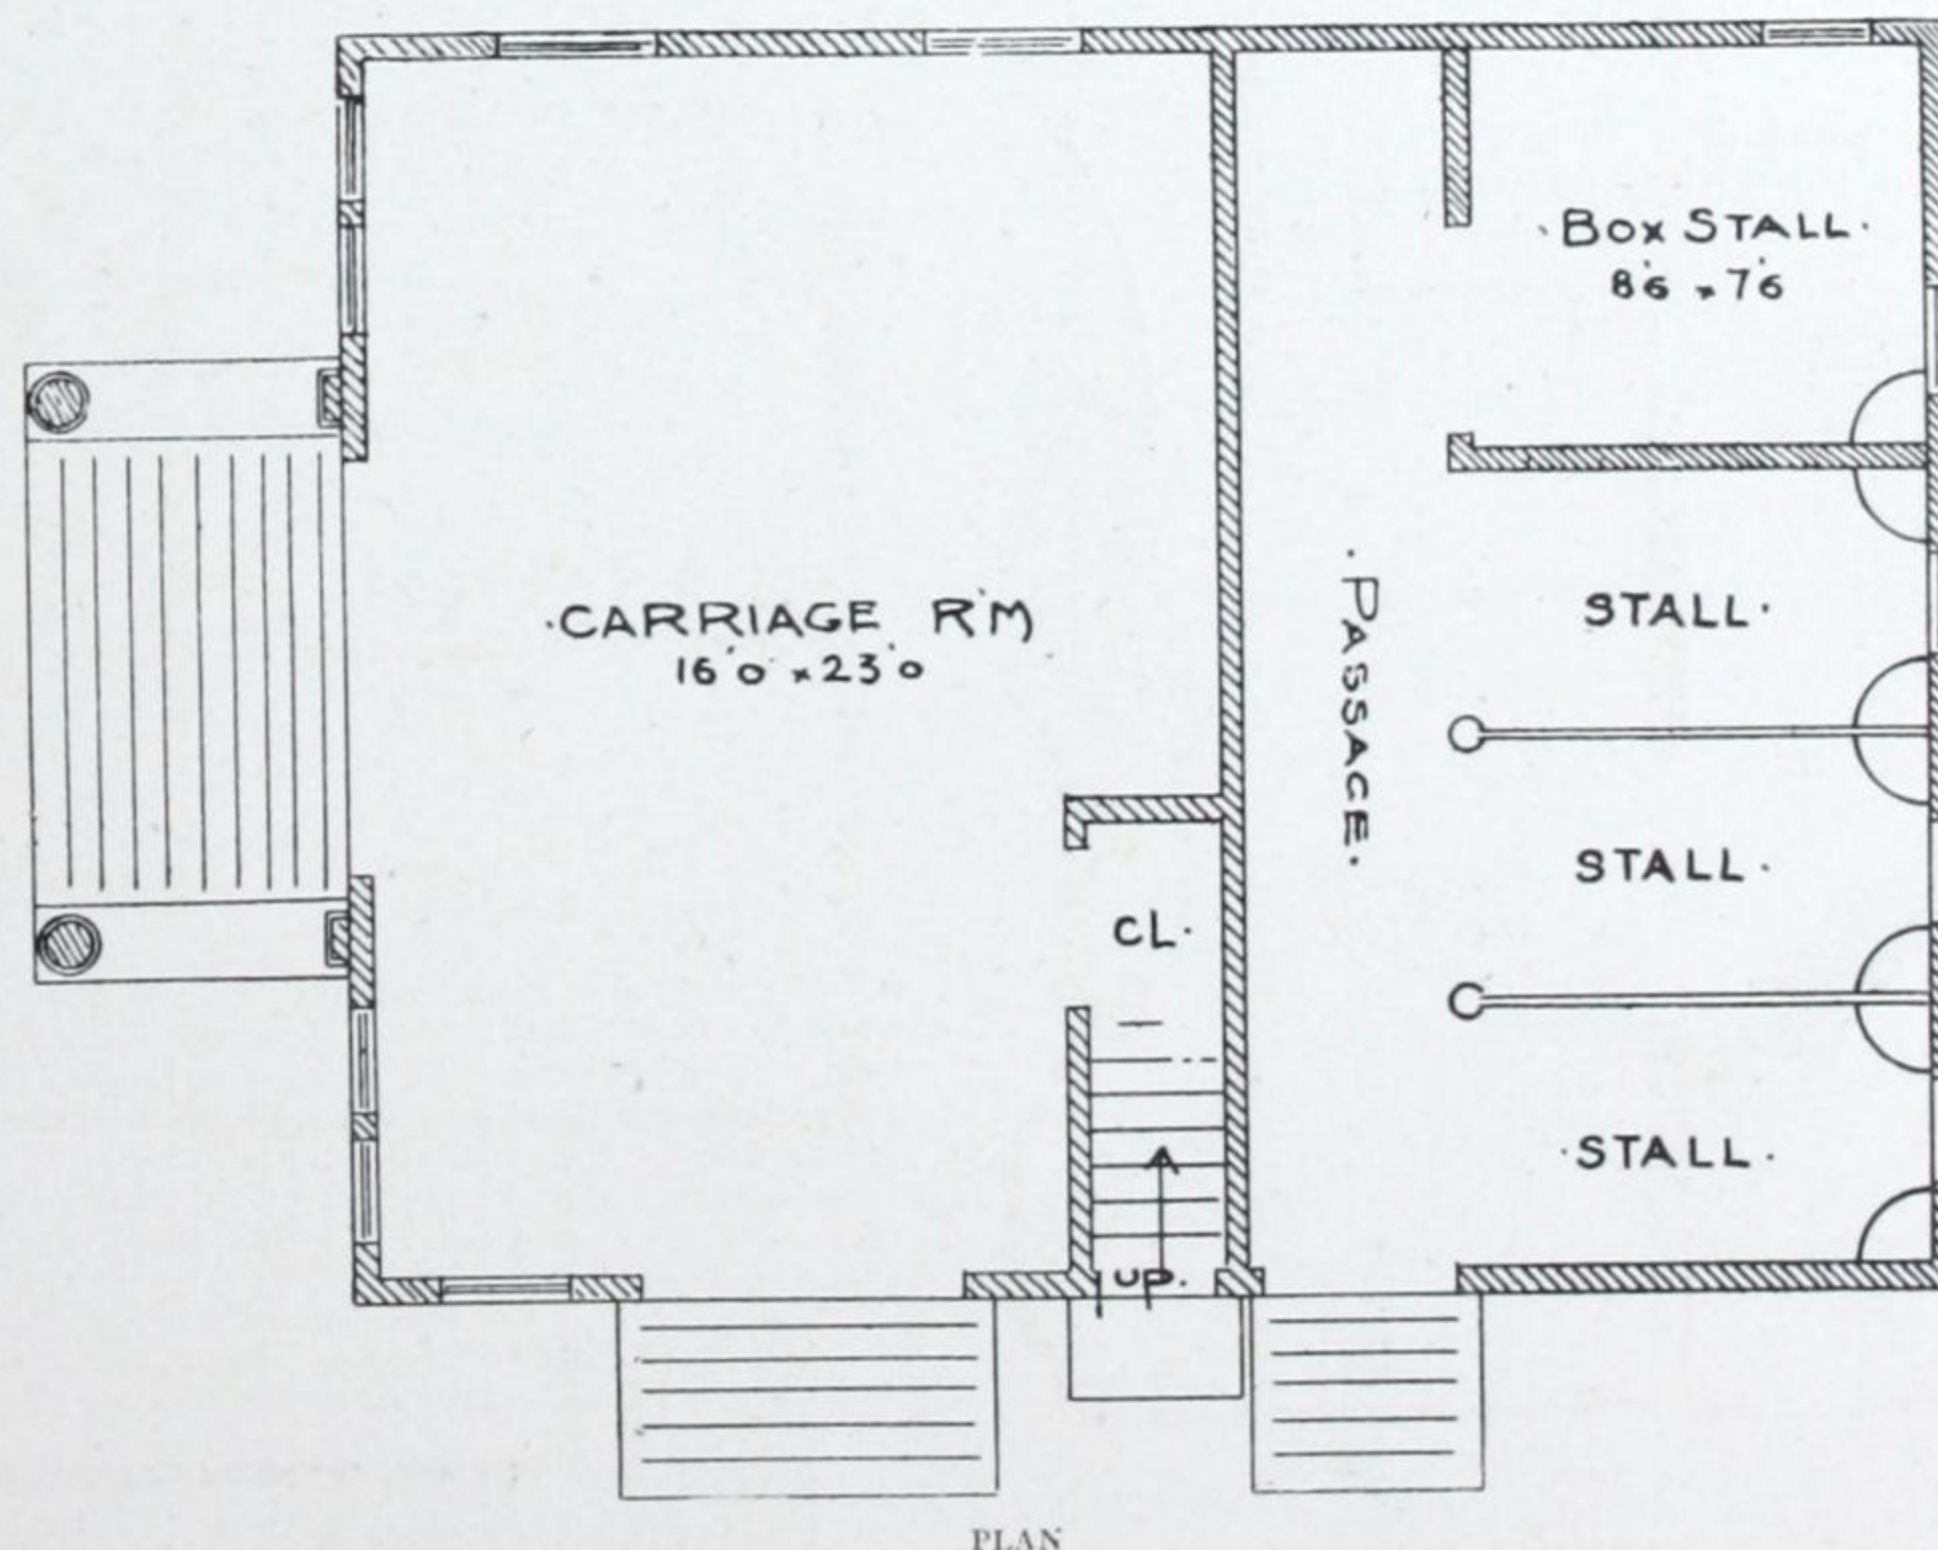 ·BOX STALL·
8'6 x 7'6
·CARRIAGE R'M
16'0 x 23'0
·PASSAGE·
STALL·
STALL·
CL·
·STALL·
UP.
PLAN